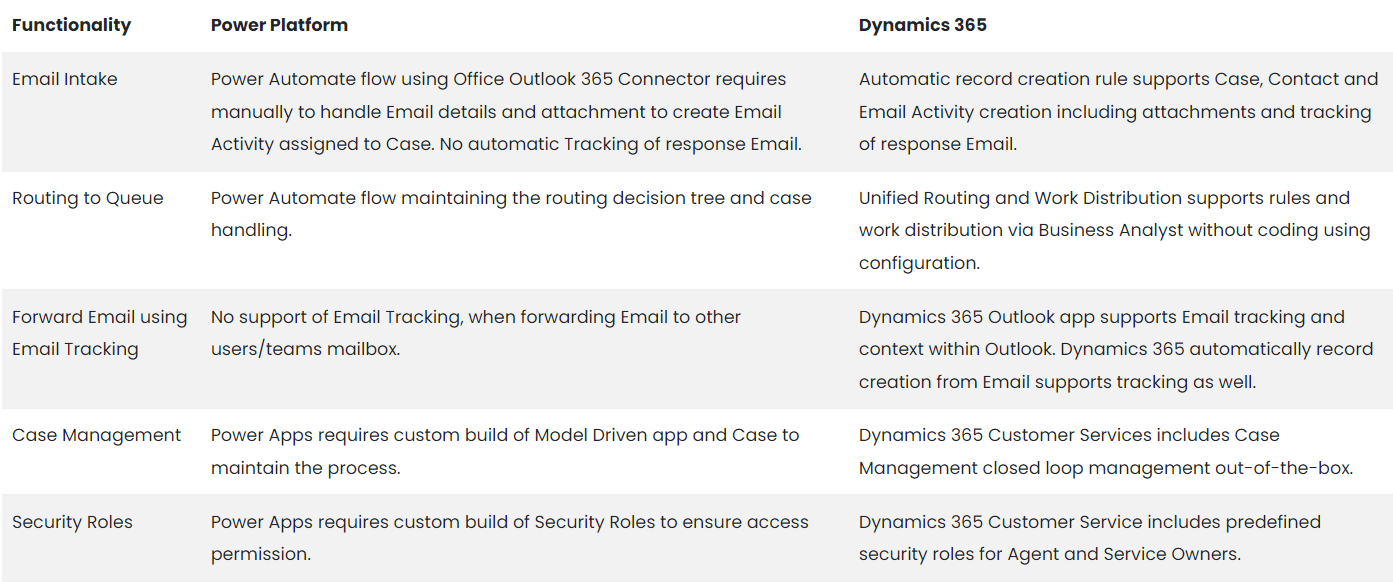 Functionality Power Platform Dynamics 365
Email Intake Power Automate flow using Office Outlook 365 Connector requires Automatic record creation rule supports Case, Contact and
manually to handle Email details and attachment to create Email Email Activity creation including attachments and tracking
Activity assigned to Case. No automatic Tracking of response Email. of response Email.
Routing to Queue Power Automate flow maintaining the routing decision tree and case Unified Routing and Work Distribution supports rules and
handling. work distribution via Business Analyst without coding using
configuration.
Forward Email using No support of Email Tracking, when forwarding Email to other Dynamics 365 Outlook app supports Email tracking and
Email Tracking users/teams mailbox. context within Outlook. Dynamics 365 automatically record
creation from Email supports tracking as well.
Case Management Power Apps requires custom build of Model Driven app and Case to Dynamics 365 Customer Services includes Case
maintain the process. Management closed loop management out-of-the-box.
Security Roles Power Apps requires custom build of Security Roles to ensure access Dynamics 365 Customer Service includes predefined
permission. security roles for Agent and Service Owners.